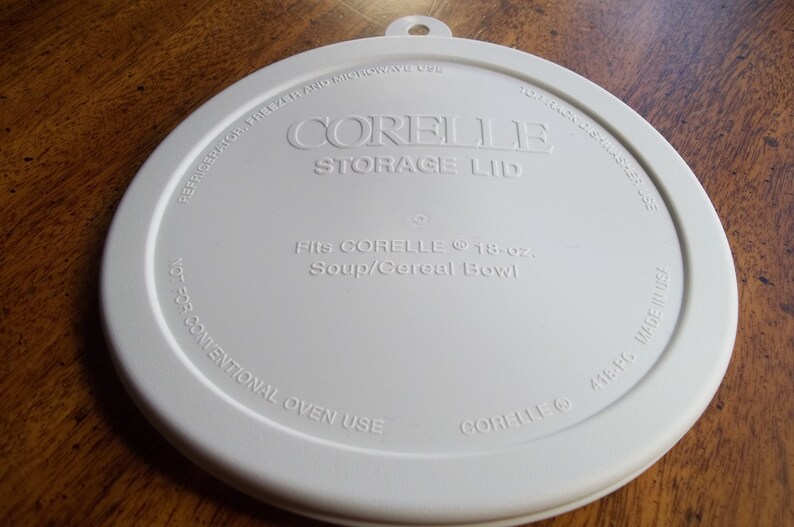 REFRIGERATOR, FREEZER AND MICROWAVE USE
TOP RACK DISHWASHER USE
CORELLE
STORAGE LID
Fits CORELLE ® 18-oz.
Soup/Cereal Bowl
NOT FOR CONVENTIONAL OVEN USE
CORELLE ®
418-PC MADE IN USA